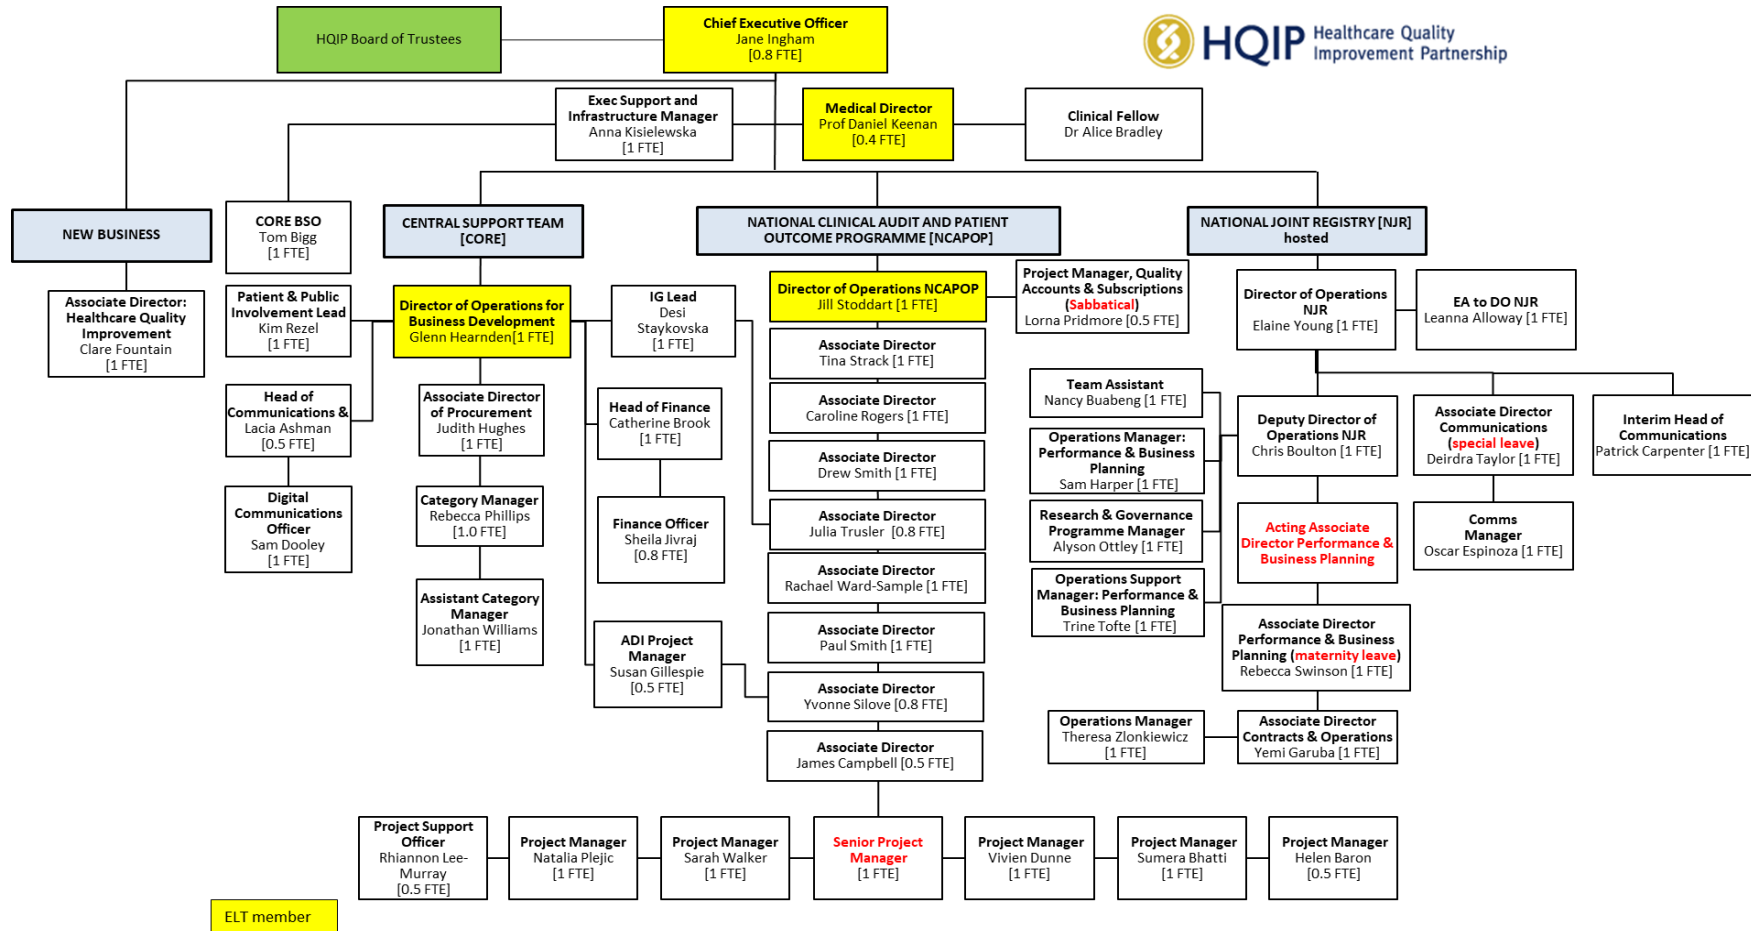 HQIP Board of Trustees
Chief Executive Officer
Jane Ingham
[0.8 FTE]
HQIP Healthcare Quality
Improvement Partnership
Exec Support and
Infrastructure Manager
Anna Kisielewska
[1 FTE]
Medical Director
Prof Daniel Keenan
[0.4 FTE]
Clinical Fellow
Dr Alice Bradley
NEW BUSINESS
CORE BSO
Tom Bigg
[1 FTE]
CENTRAL SUPPORT TEAM
[CORE]
NATIONAL CLINICAL AUDIT AND PATIENT
OUTCOME PROGRAMME [NCAPOP]
NATIONAL JOINT REGISTRY [NJR]
hosted
Associate Director:
Healthcare Quality
Improvement
Clare Fountain
[1 FTE]
Patient & Public
Involvement Lead
Kim Rezel
[1 FTE]
Director of Operations for
Business Development
Glenn Hearnden[1 FTE]
IG Lead
Desi
Staykovska
[1 FTE]
Director of Operations NCAPOP
Jill Stoddart [1 FTE]
Project Manager, Quality
Accounts & Subscriptions
(Sabbatical)
Lorna Pridmore [0.5 FTE]
Director of Operations
NJR
Elaine Young [1 FTE]
EA to DO NJR
Leanna Alloway [1 FTE]
Head of
Communications &
Lacia Ashman
[0.5 FTE]
Digital
Communications
Officer
Sam Dooley
[1 FTE]
Associate Director
of Procurement
Judith Hughes
[1 FTE]
Category Manager
Rebecca Phillips
[1.0 FTE]
Assistant Category
Manager
Jonathan Williams
[1 FTE]
Head of Finance
Catherine Brook
[1 FTE]
Finance Officer
Sheila Jivraj
[0.8 FTE]
ADI Project
Manager
Susan Gillespie
[0.5 FTE]
Associate Director
Tina Strack [1 FTE]
Associate Director
Caroline Rogers [1 FTE]
Associate Director
Drew Smith [1 FTE]
Associate Director
Julia Trusler [0.8 FTE]
Associate Director
Rachael Ward-Sample [1 FTE]
Associate Director
Paul Smith [1 FTE]
Associate Director
Yvonne Silove [0.8 FTE]
Associate Director
James Campbell [0.5 FTE]
Team Assistant
Nancy Buabeng [1 FTE]
Operations Manager:
Performance & Business
Planning
Sam Harper [1 FTE]
Research & Governance
Programme Manager
Alyson Ottley [1 FTE]
Operations Support
Manager: Performance &
Business Planning
Trine Tofte [1 FTE]
Deputy Director of
Operations NJR
Chris Boulton [1 FTE]
Associate Director
Communications
(special leave)
Deirdra Taylor [1 FTE]
Interim Head of
Communications
Patrick Carpenter [1 FTE]
Acting Associate
Director Performance &
Business Planning
Comms
Manager
Oscar Espinoza [1 FTE]
Associate Director
Performance & Business
Planning (maternity leave)
Rebecca Swinson [1 FTE]
Operations Manager
Theresa Zlonkiewicz
[1 FTE]
Associate Director
Contracts & Operations
Yemi Garuba [1 FTE]
Project Support
Officer
Rhiannon Lee-
Murray
[0.5 FTE]
Project Manager
Natalia Plejic
[1 FTE]
Project Manager
Sarah Walker
[1 FTE]
Senior Project
Manager
[1 FTE]
Project Manager
Vivien Dunne
[1 FTE]
Project Manager
Sumera Bhatti
[1 FTE]
Project Manager
Helen Baron
[0.5 FTE]
ELT member